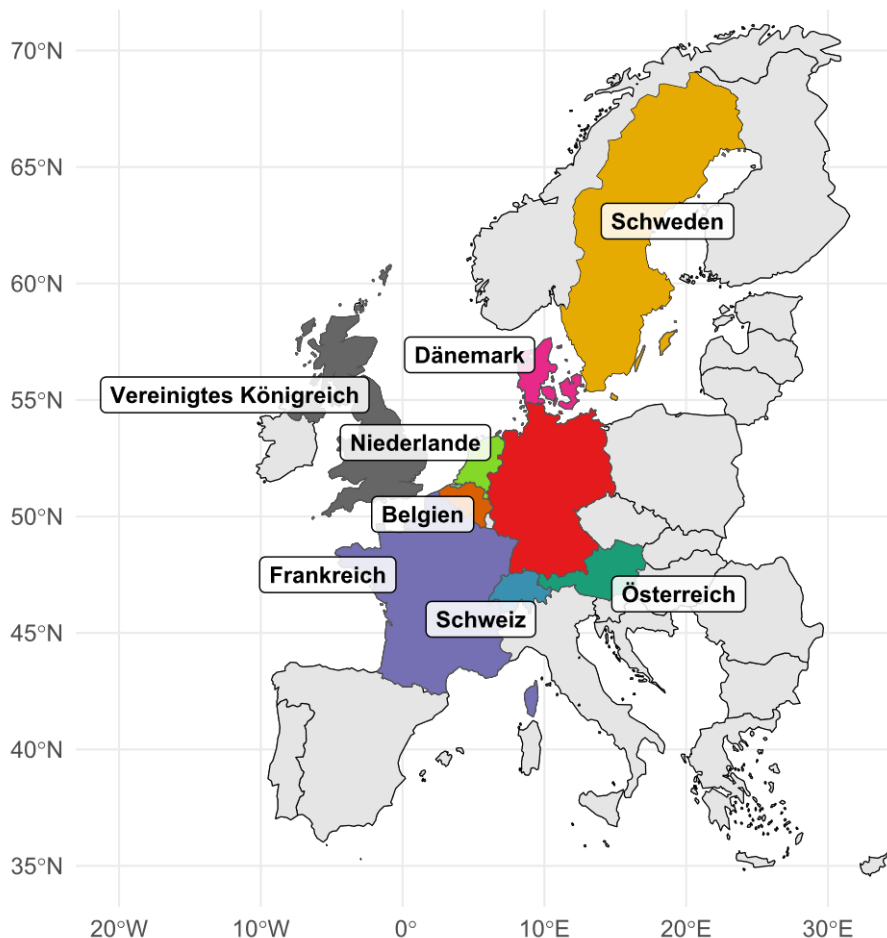 70°N
65°N
Schweden
60°N
Dänemark
Vereinigtes Königreich
55°N
Niederlande
Belgien
50°N
Frankreich
Österreich
Schweiz
45°N
40°N
35°N
20°W
10°W
0°
10°E
20°E
30°E